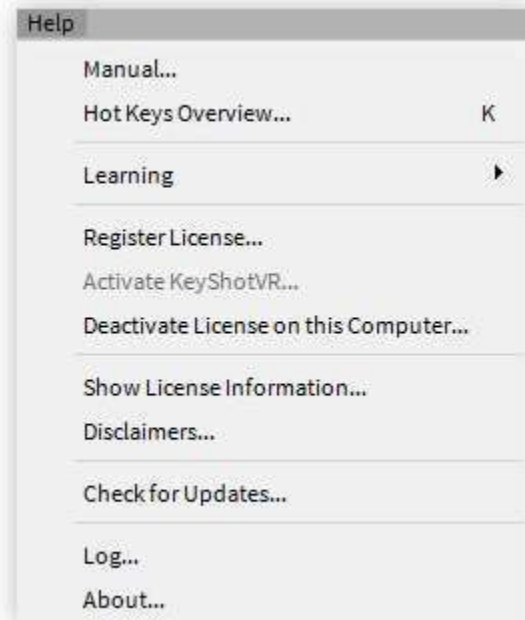 Help
Manual...
Hot Keys Overview... K
Learning
Register License...
Activate KeyShotVR...
Deactivate License on this Computer...
Show License Information...
Disclaimers...
Check for Updates...
Log...
About...